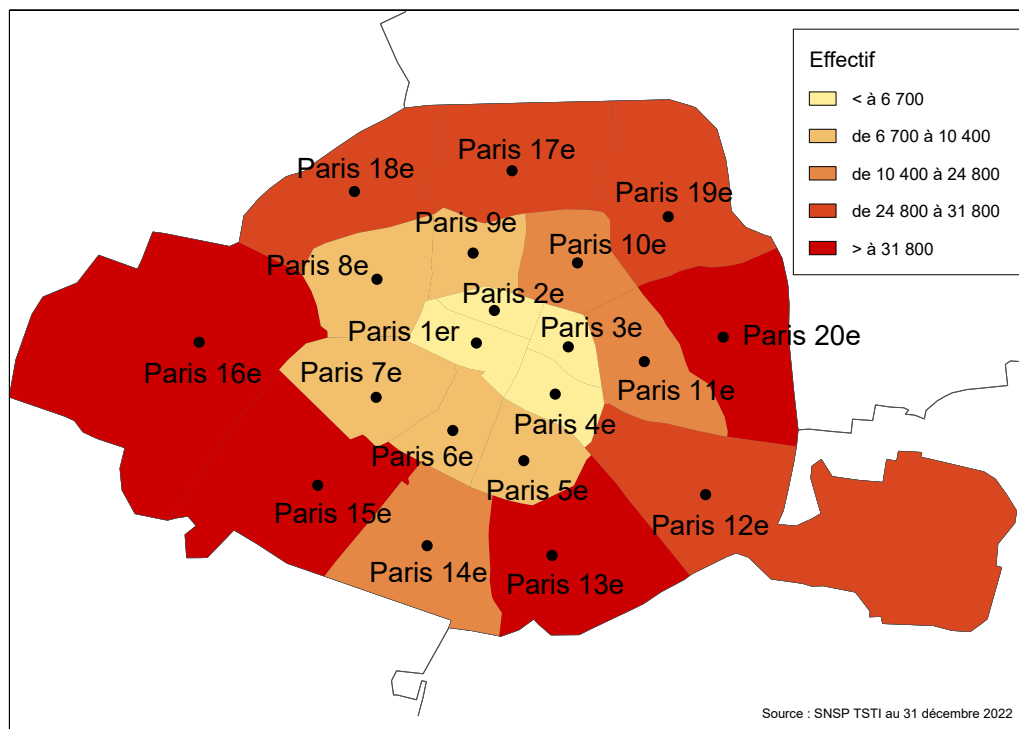 Effectif
< à 6 700
de 6 700 à 10 400
de 10 400 à 24 800
de 24 800 à 31 800
> à 31 800
Paris 17e
Paris 18e
Paris 19e
Paris 9e
Paris 10e
Paris 8e
Paris 2e
Paris 1er
Paris 3e
Paris 20e
Paris 16e
Paris 7e
Paris 11e
Paris 4e
Paris 6e
Paris 5e
Paris 15e
Paris 12e
Paris 14e
Paris 13e
Source : SNSP TSTI au 31 décembre 2022